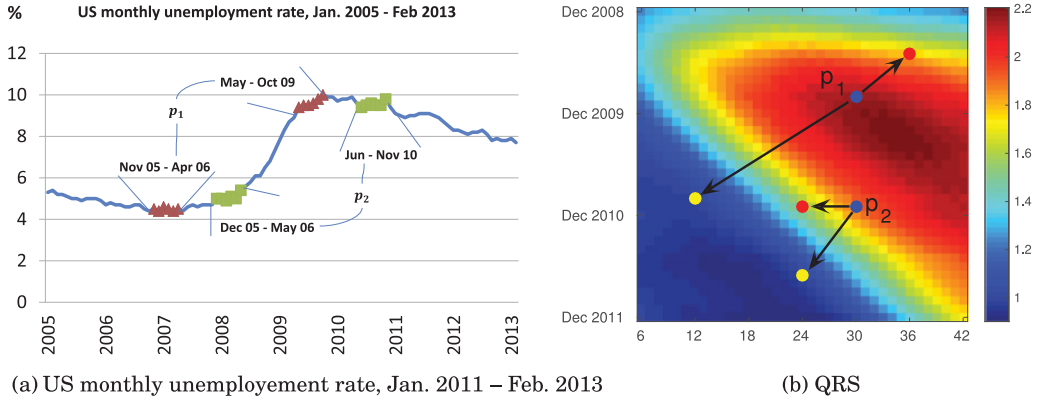 %
US monthly unemployment rate, Jan. 2005 - Feb 2013
12
10
8
6
4
2
0
May - Oct 09
p1
Nov 05 - Apr 06
Jun - Nov 10
p2
Dec 05 - May 06
2005 2006 2007 2008 2009 2010 2011 2012 2013
(a) US monthly unemployement rate, Jan. 2011 – Feb. 2013
Dec 2008
Dec 2009
Dec 2010
Dec 2011
p1
p2
6 12 18 24 30 36 42
2.2
2
1.8
1.6
1.4
1.2
1
(b) QRS